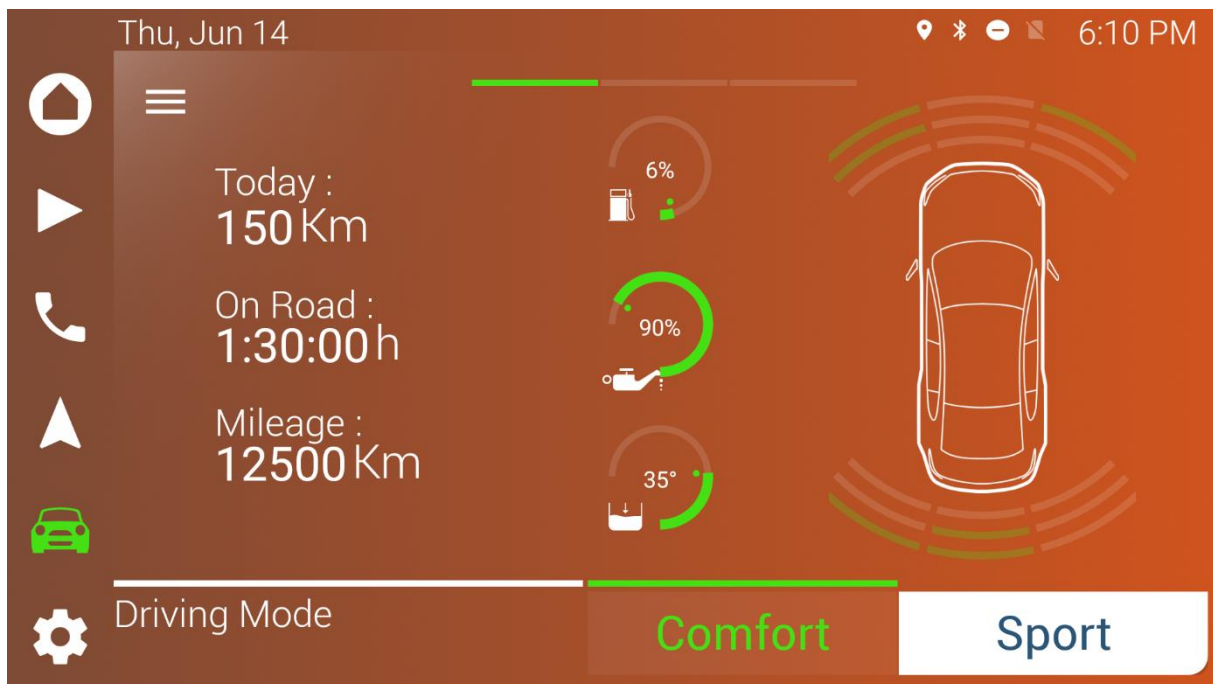 Thu, Jun 14
6:10 PM
Today :
150 Km
On Road :
1:30:00 h
Mileage :
12500 Km
6%
90%
35°
Driving Mode
Comfort
Sport